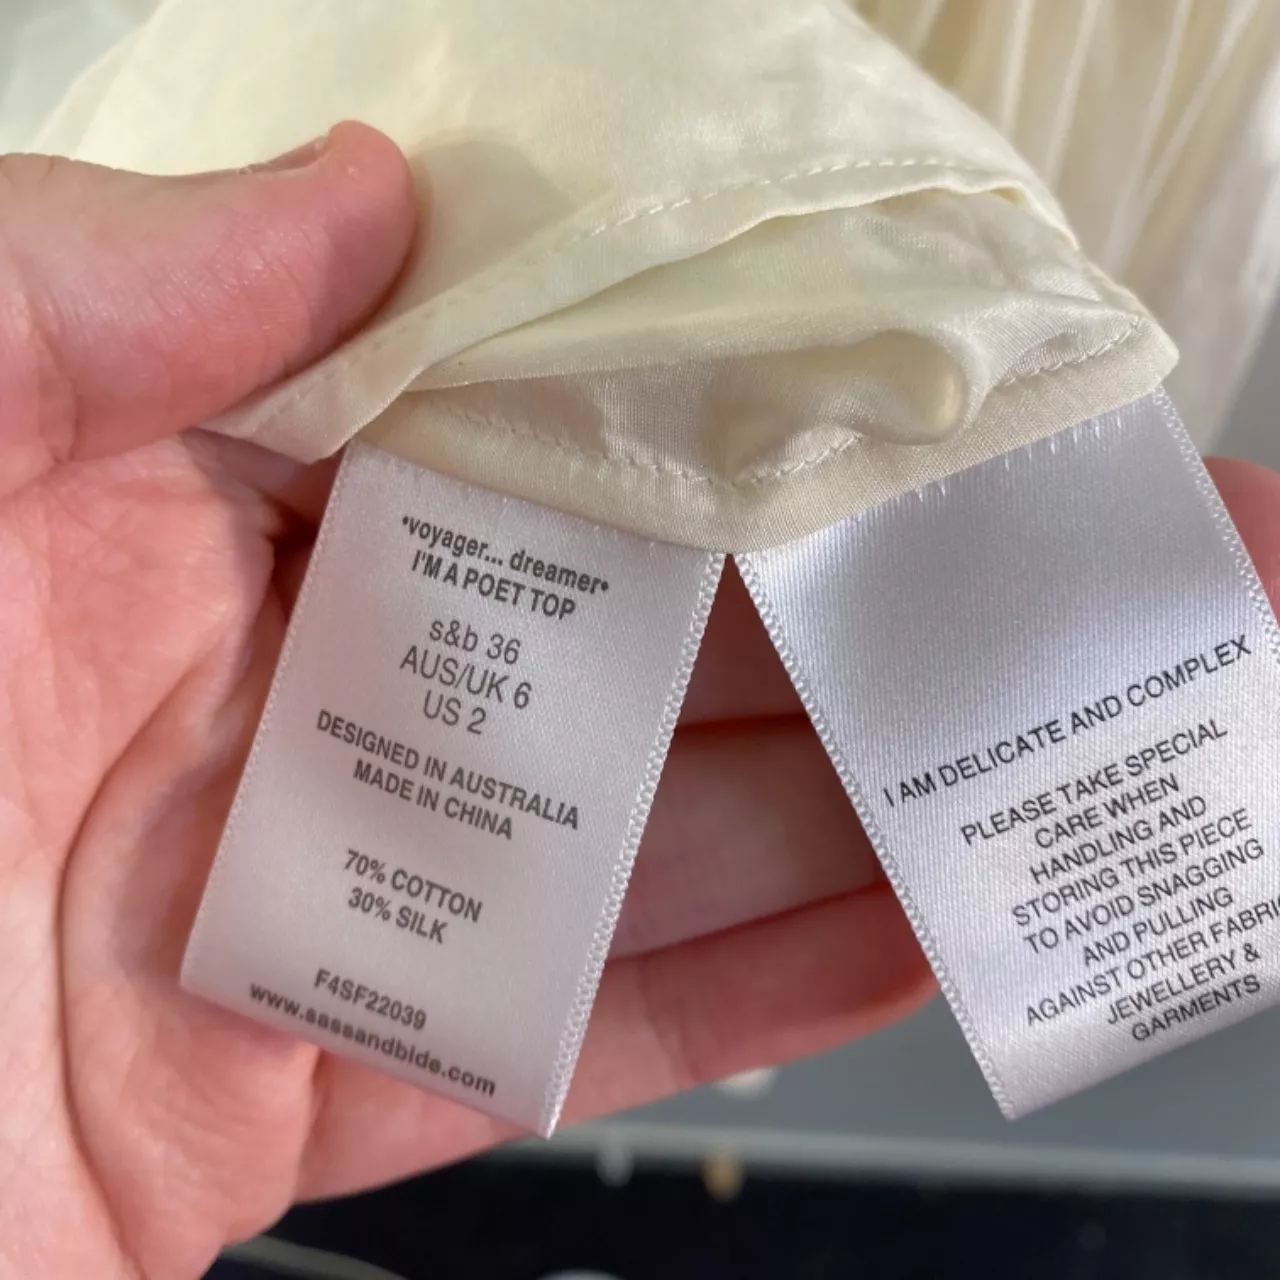 •voyager... dreamer•
I'M A POET TOP
s&b 36
AUS/UK 6
US 2
DESIGNED IN AUSTRALIA
MADE IN CHINA
70% COTTON
30% SILK
F4SF22039
www.sassandbide.com
I AM DELICATE AND COMPLEX
PLEASE TAKE SPECIAL
CARE WHEN
HANDLING AND
STORING THIS PIECE
TO AVOID SNAGGING
AND PULLING
AGAINST OTHER FABRI
JEWELLERY &
GARMENTS